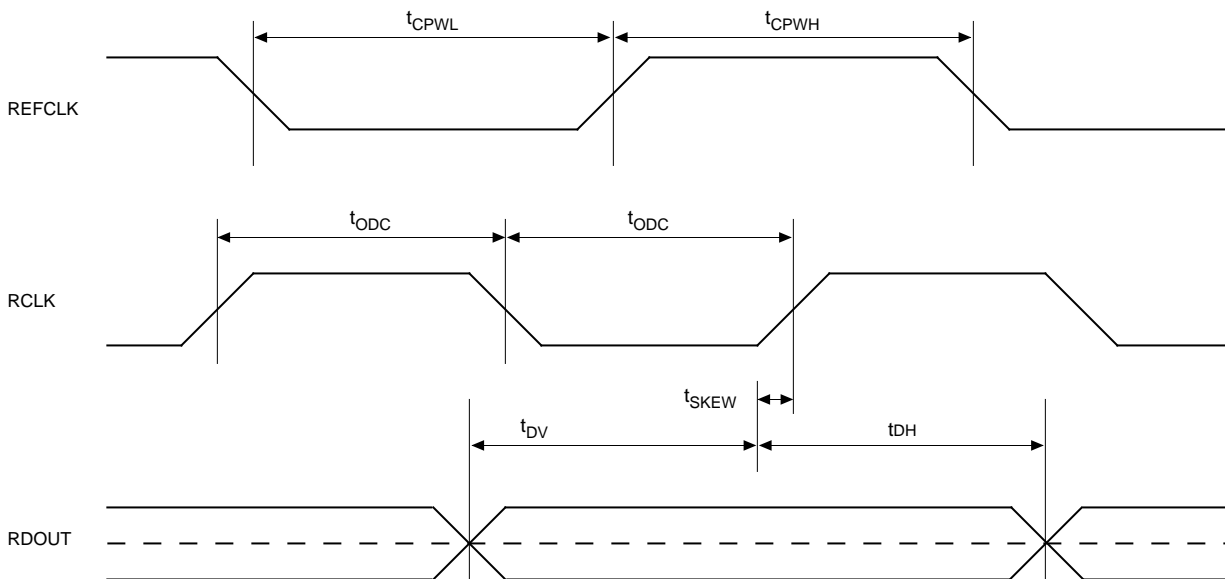 tCPWL
tCPWH
REFCLK
tODC
tODC
RCLK
tSKEW
tDV
tDH
RDOUT